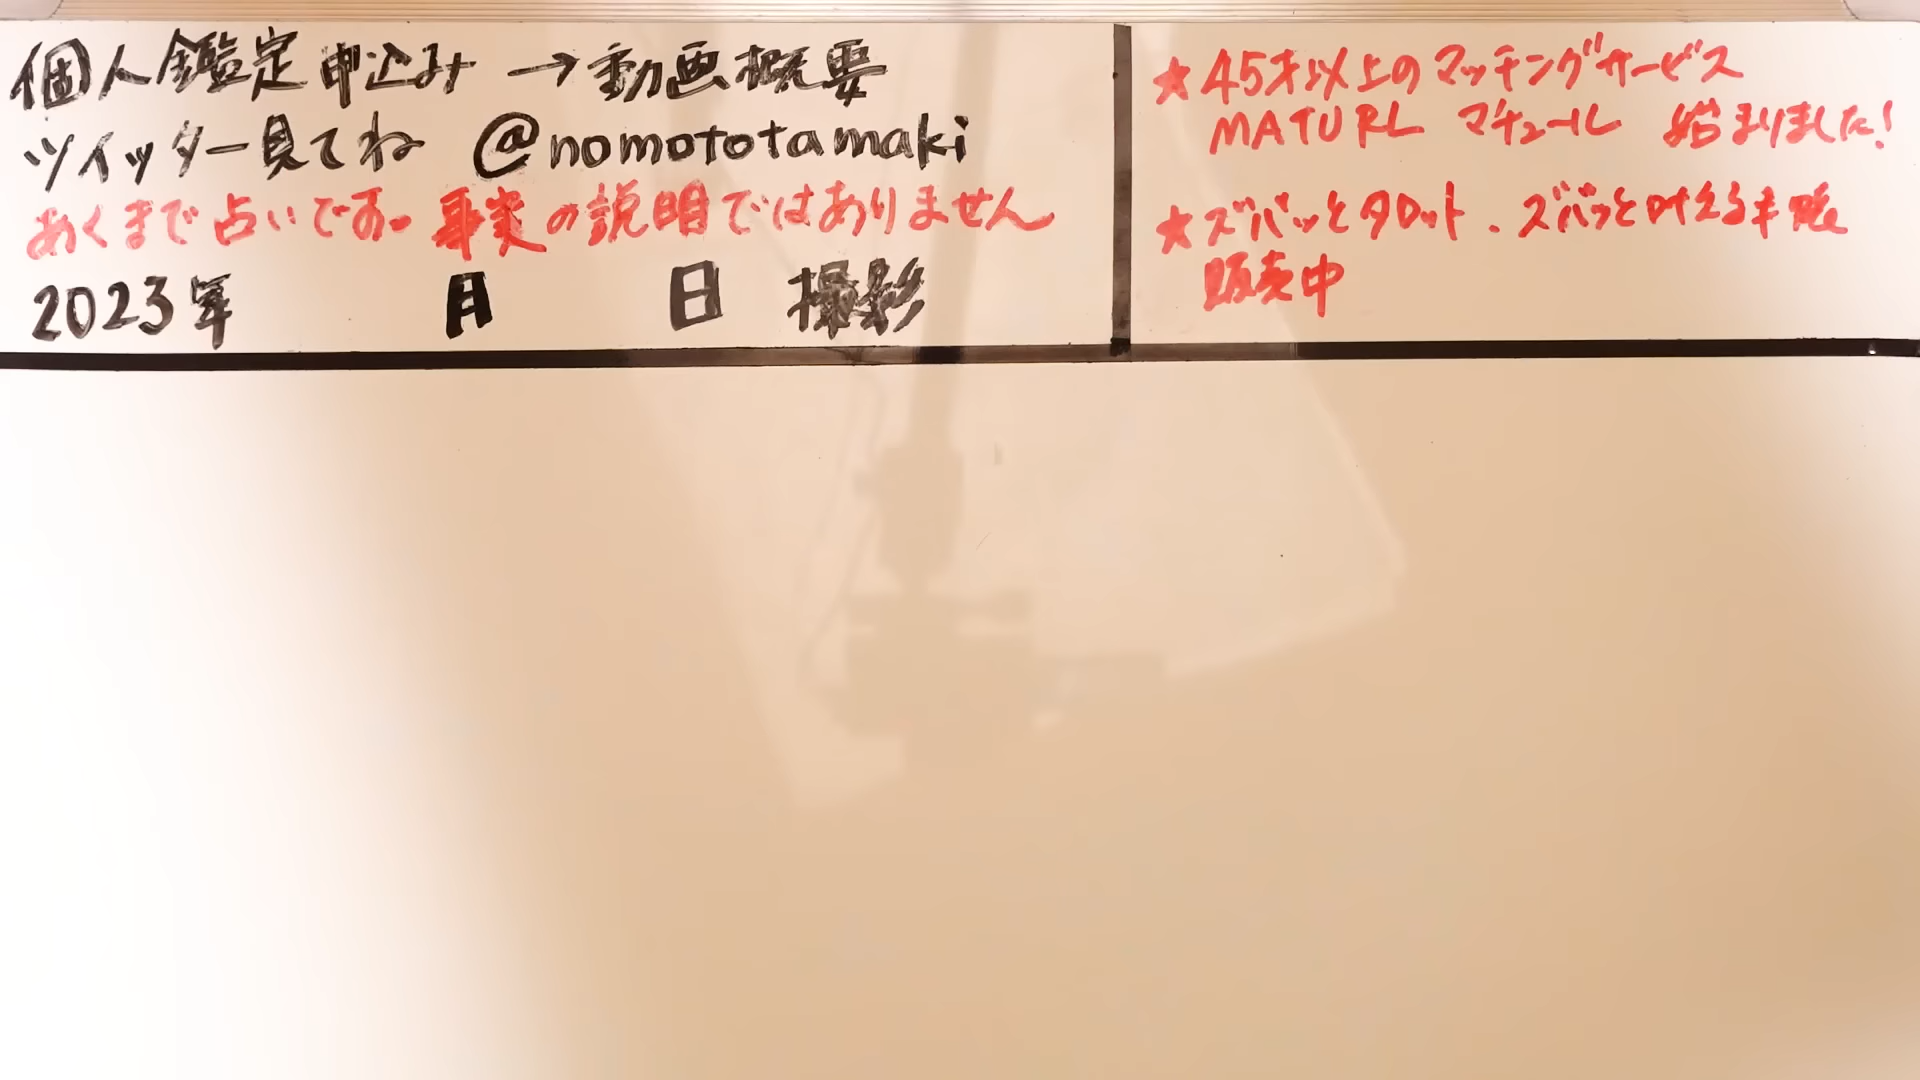 個人鑑定申込み→動画概要
ツイッター見てね @nomototamaki
あくまで占いです。事実の説明ではありません
2023年 月 日 撮影
★45才以上のマッチングサービス
MATURL マチュール 始まりました!
★ズバッとタロット.ズバッと叶える手帳
販売中